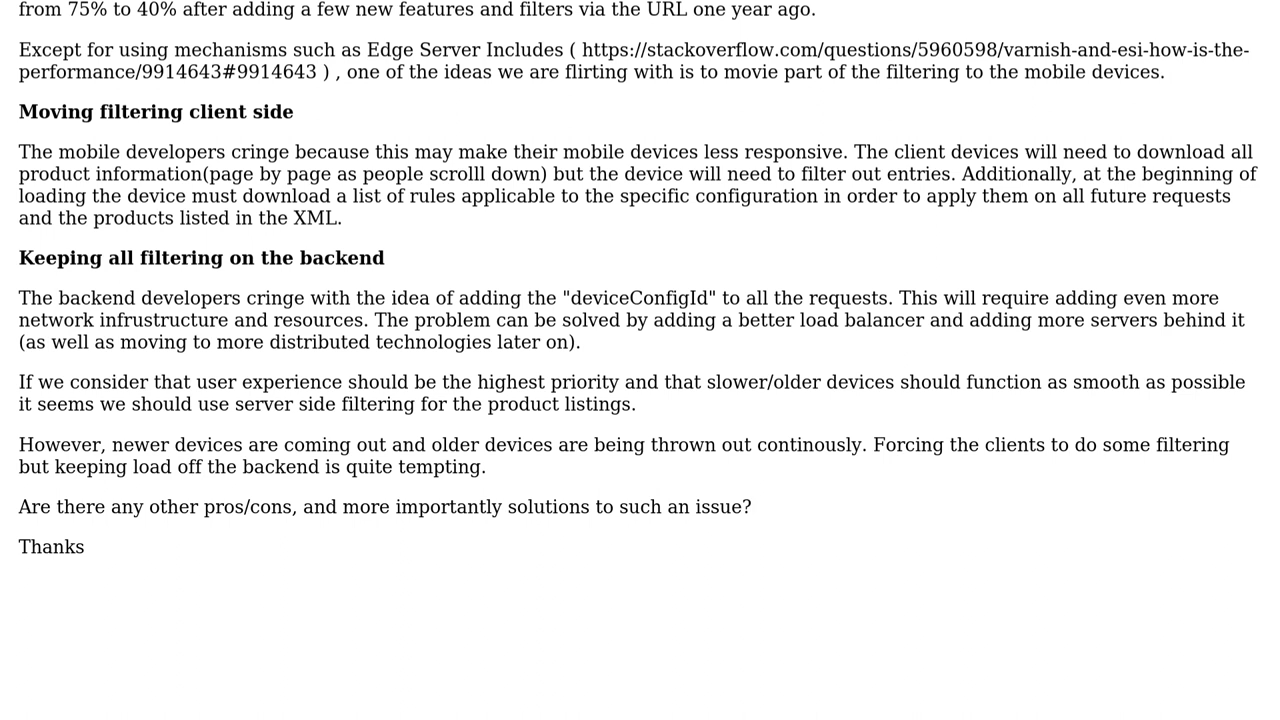 from 75% to 40% after adding a few new features and filters via the URL one year ago.
Except for using mechanisms such as Edge Server Includes ( https://stackoverflow.com/questions/5960598/varnish-and-esi-how-is-the-
performance/9914643#9914643 ) , one of the ideas we are flirting with is to movie part of the filtering to the mobile devices.
Moving filtering client side
The mobile developers cringe because this may make their mobile devices less responsive. The client devices will need to download all
product information(page by page as people scrolll down) but the device will need to filter out entries. Additionally, at the beginning of
loading the device must download a list of rules applicable to the specific configuration in order to apply them on all future requests
and the products listed in the XML.
Keeping all filtering on the backend
The backend developers cringe with the idea of adding the "deviceConfigId" to all the requests. This will require adding even more
network infrustructure and resources. The problem can be solved by adding a better load balancer and adding more servers behind it
(as well as moving to more distributed technologies later on).
If we consider that user experience should be the highest priority and that slower/older devices should function as smooth as possible
it seems we should use server side filtering for the product listings.
However, newer devices are coming out and older devices are being thrown out continously. Forcing the clients to do some filtering
but keeping load off the backend is quite tempting.
Are there any other pros/cons, and more importantly solutions to such an issue?
Thanks